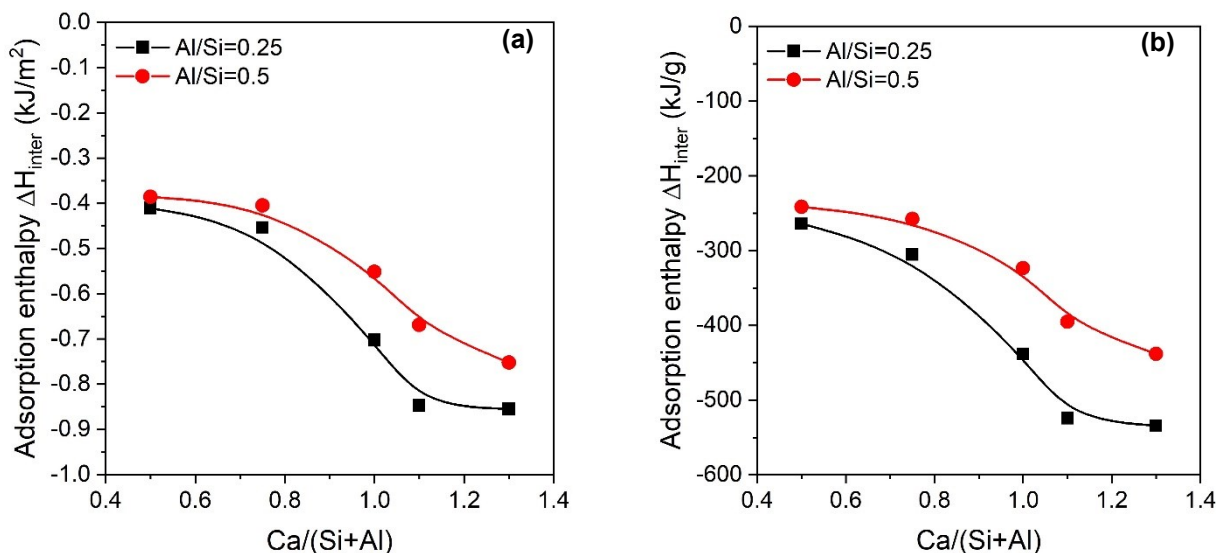 (a)
Al/Si=0.25
Al/Si=0.5
Adsorption enthalpy ΔH_inter (kJ/m²)
0.0
-0.1
-0.2
-0.3
-0.4
-0.5
-0.6
-0.7
-0.8
-0.9
-1.0
0.4 0.6 0.8 1.0 1.2 1.4
Ca/(Si+Al)
(b)
Al/Si=0.25
Al/Si=0.5
Adsorption enthalpy ΔH_inter (kJ/g)
0
-100
-200
-300
-400
-500
-600
0.4 0.6 0.8 1.0 1.2 1.4
Ca/(Si+Al)